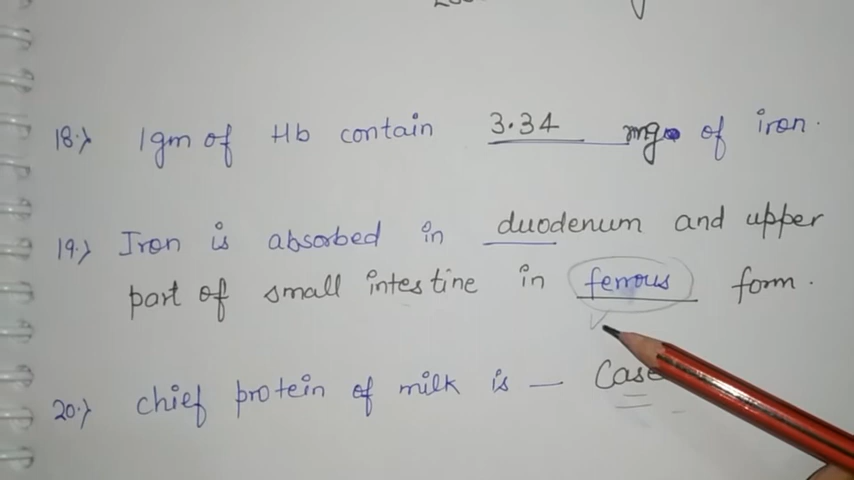 18.) 1gm of Hb contain 3.34 mg of iron.
19.) Iron is absorbed in duodenum and upper
part of small intestine in ferrous form.
20.) chief protein of milk is —